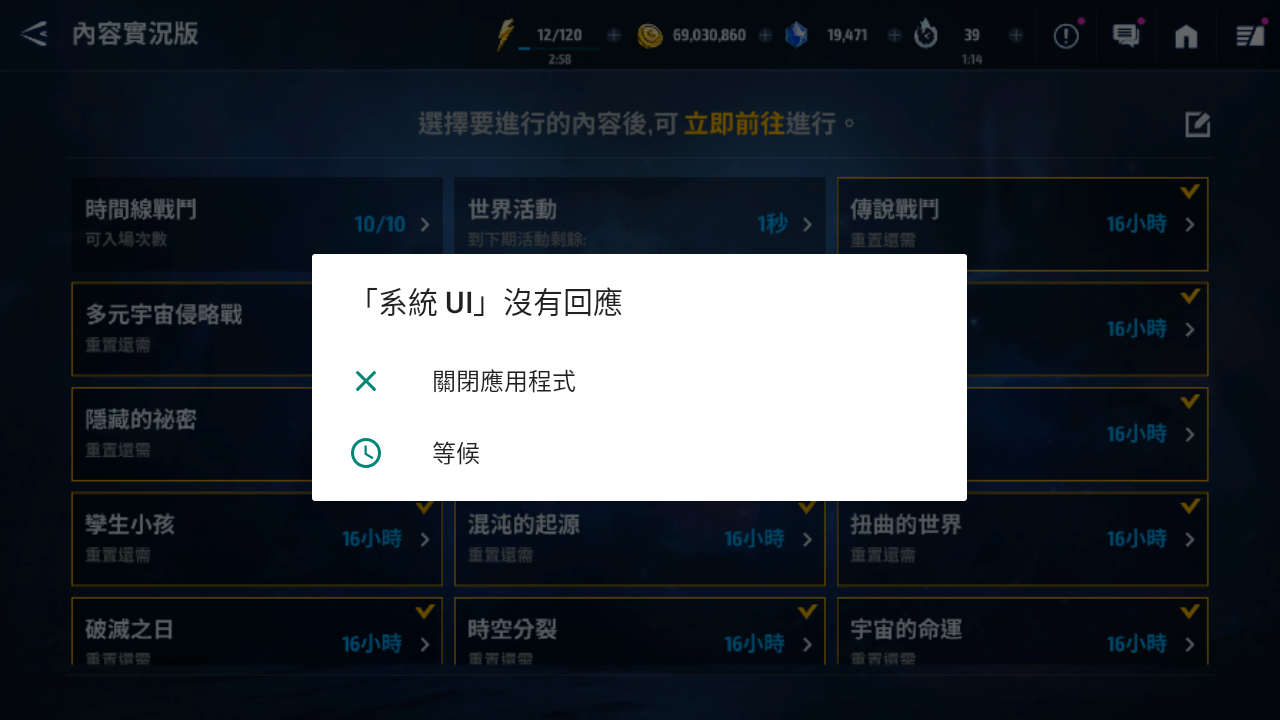 內容實況版
12/120
2:58
69,030,860
19,471
39
1:14
選擇要進行的內容後,可 立即前往進行。
時間線戰鬥
可入場次數
10/10
世界活動
到下期活動剩餘:
1秒
傳說戰鬥
重置還需
16小時
多元宇宙侵略戰
重置還需
16小時
隱藏的祕密
重置還需
16小時
「系統 UI」沒有回應
關閉應用程式
等候
孿生小孩
重置還需
16小時
混沌的起源
重置還需
16小時
扭曲的世界
重置還需
16小時
破滅之日
重置還需
16小時
時空分裂
重置還需
16小時
宇宙的命運
重置還需
16小時